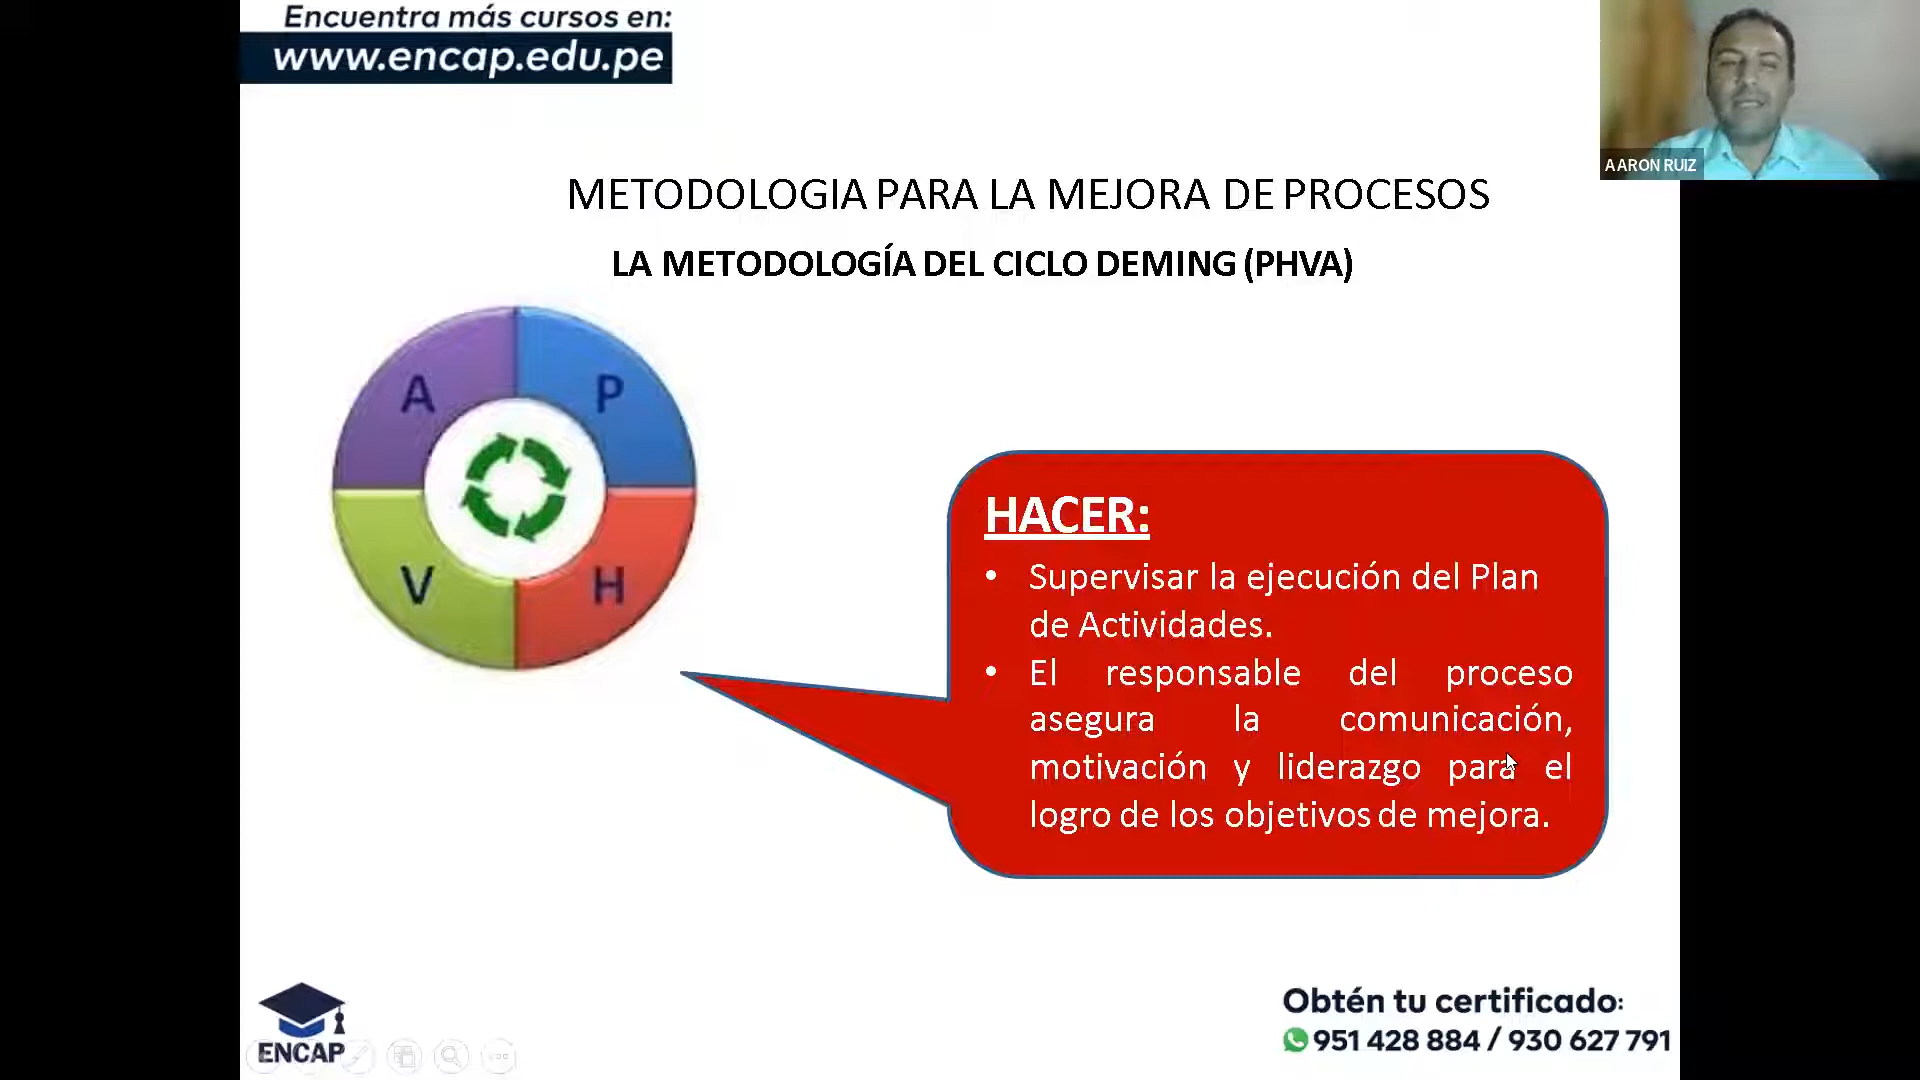 Encuentra más cursos en:
www.encap.edu.pe
AARON RUIZ
METODOLOGIA PARA LA MEJORA DE PROCESOS
LA METODOLOGÍA DEL CICLO DEMING (PHVA)
A
P
V
H
HACER:
• Supervisar la ejecución del Plan
de Actividades.
• El responsable del proceso
asegura la comunicación,
motivación y liderazgo para el
logro de los objetivos de mejora.
ENCAP
Obtén tu certificado:
951 428 884 / 930 627 791